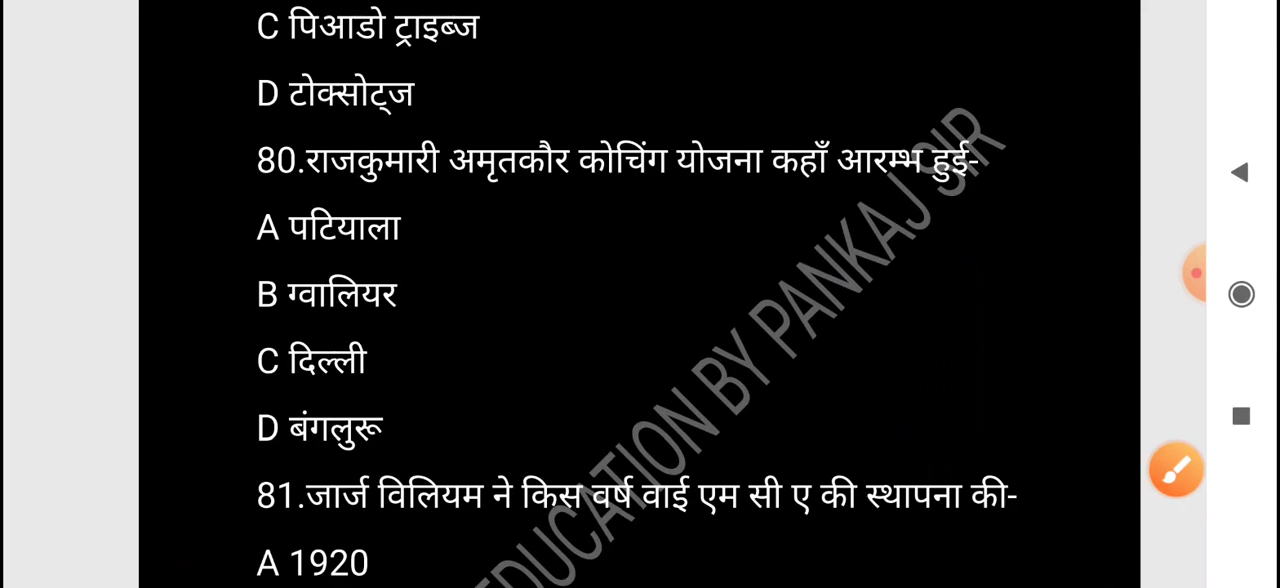 C पिआडो ट्राइब्ज
D टोक्सोट्ज
80.राजकुमारी अमृतकौर कोचिंग योजना कहाँ आरम्भ हुई-
A पटियाला
B ग्वालियर
C दिल्ली
D बंगलुरू
81.जार्ज विलियम ने किस वर्ष वाई एम सी ए की स्थापना की-
A 1920
EDUCATION BY PANKAJ SIR